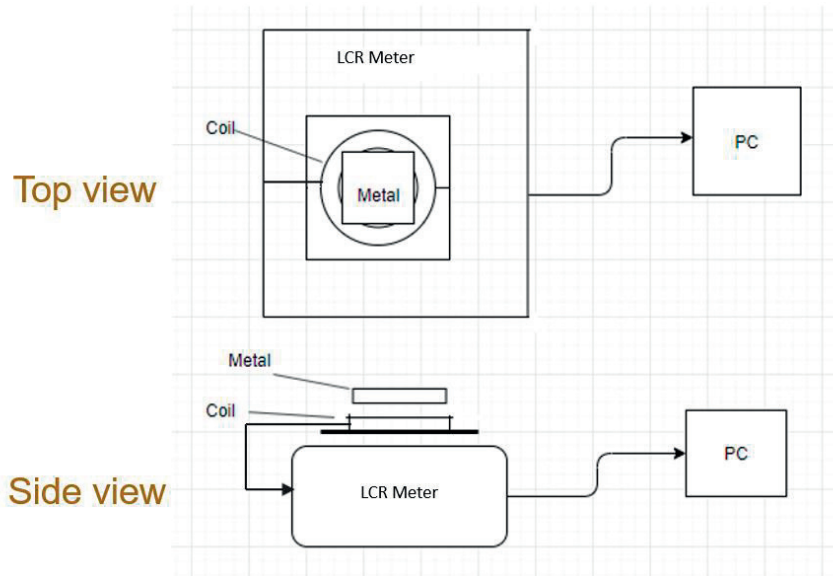 LCR Meter
Coil
PC
Top view
Metal
Metal
Coil
PC
Side view
LCR Meter